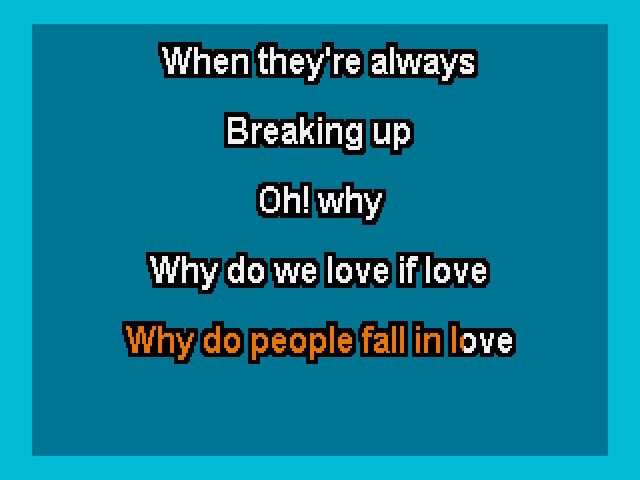 When they're always
Breaking up
Oh! why
Why do we love if love
Why do people fall in love